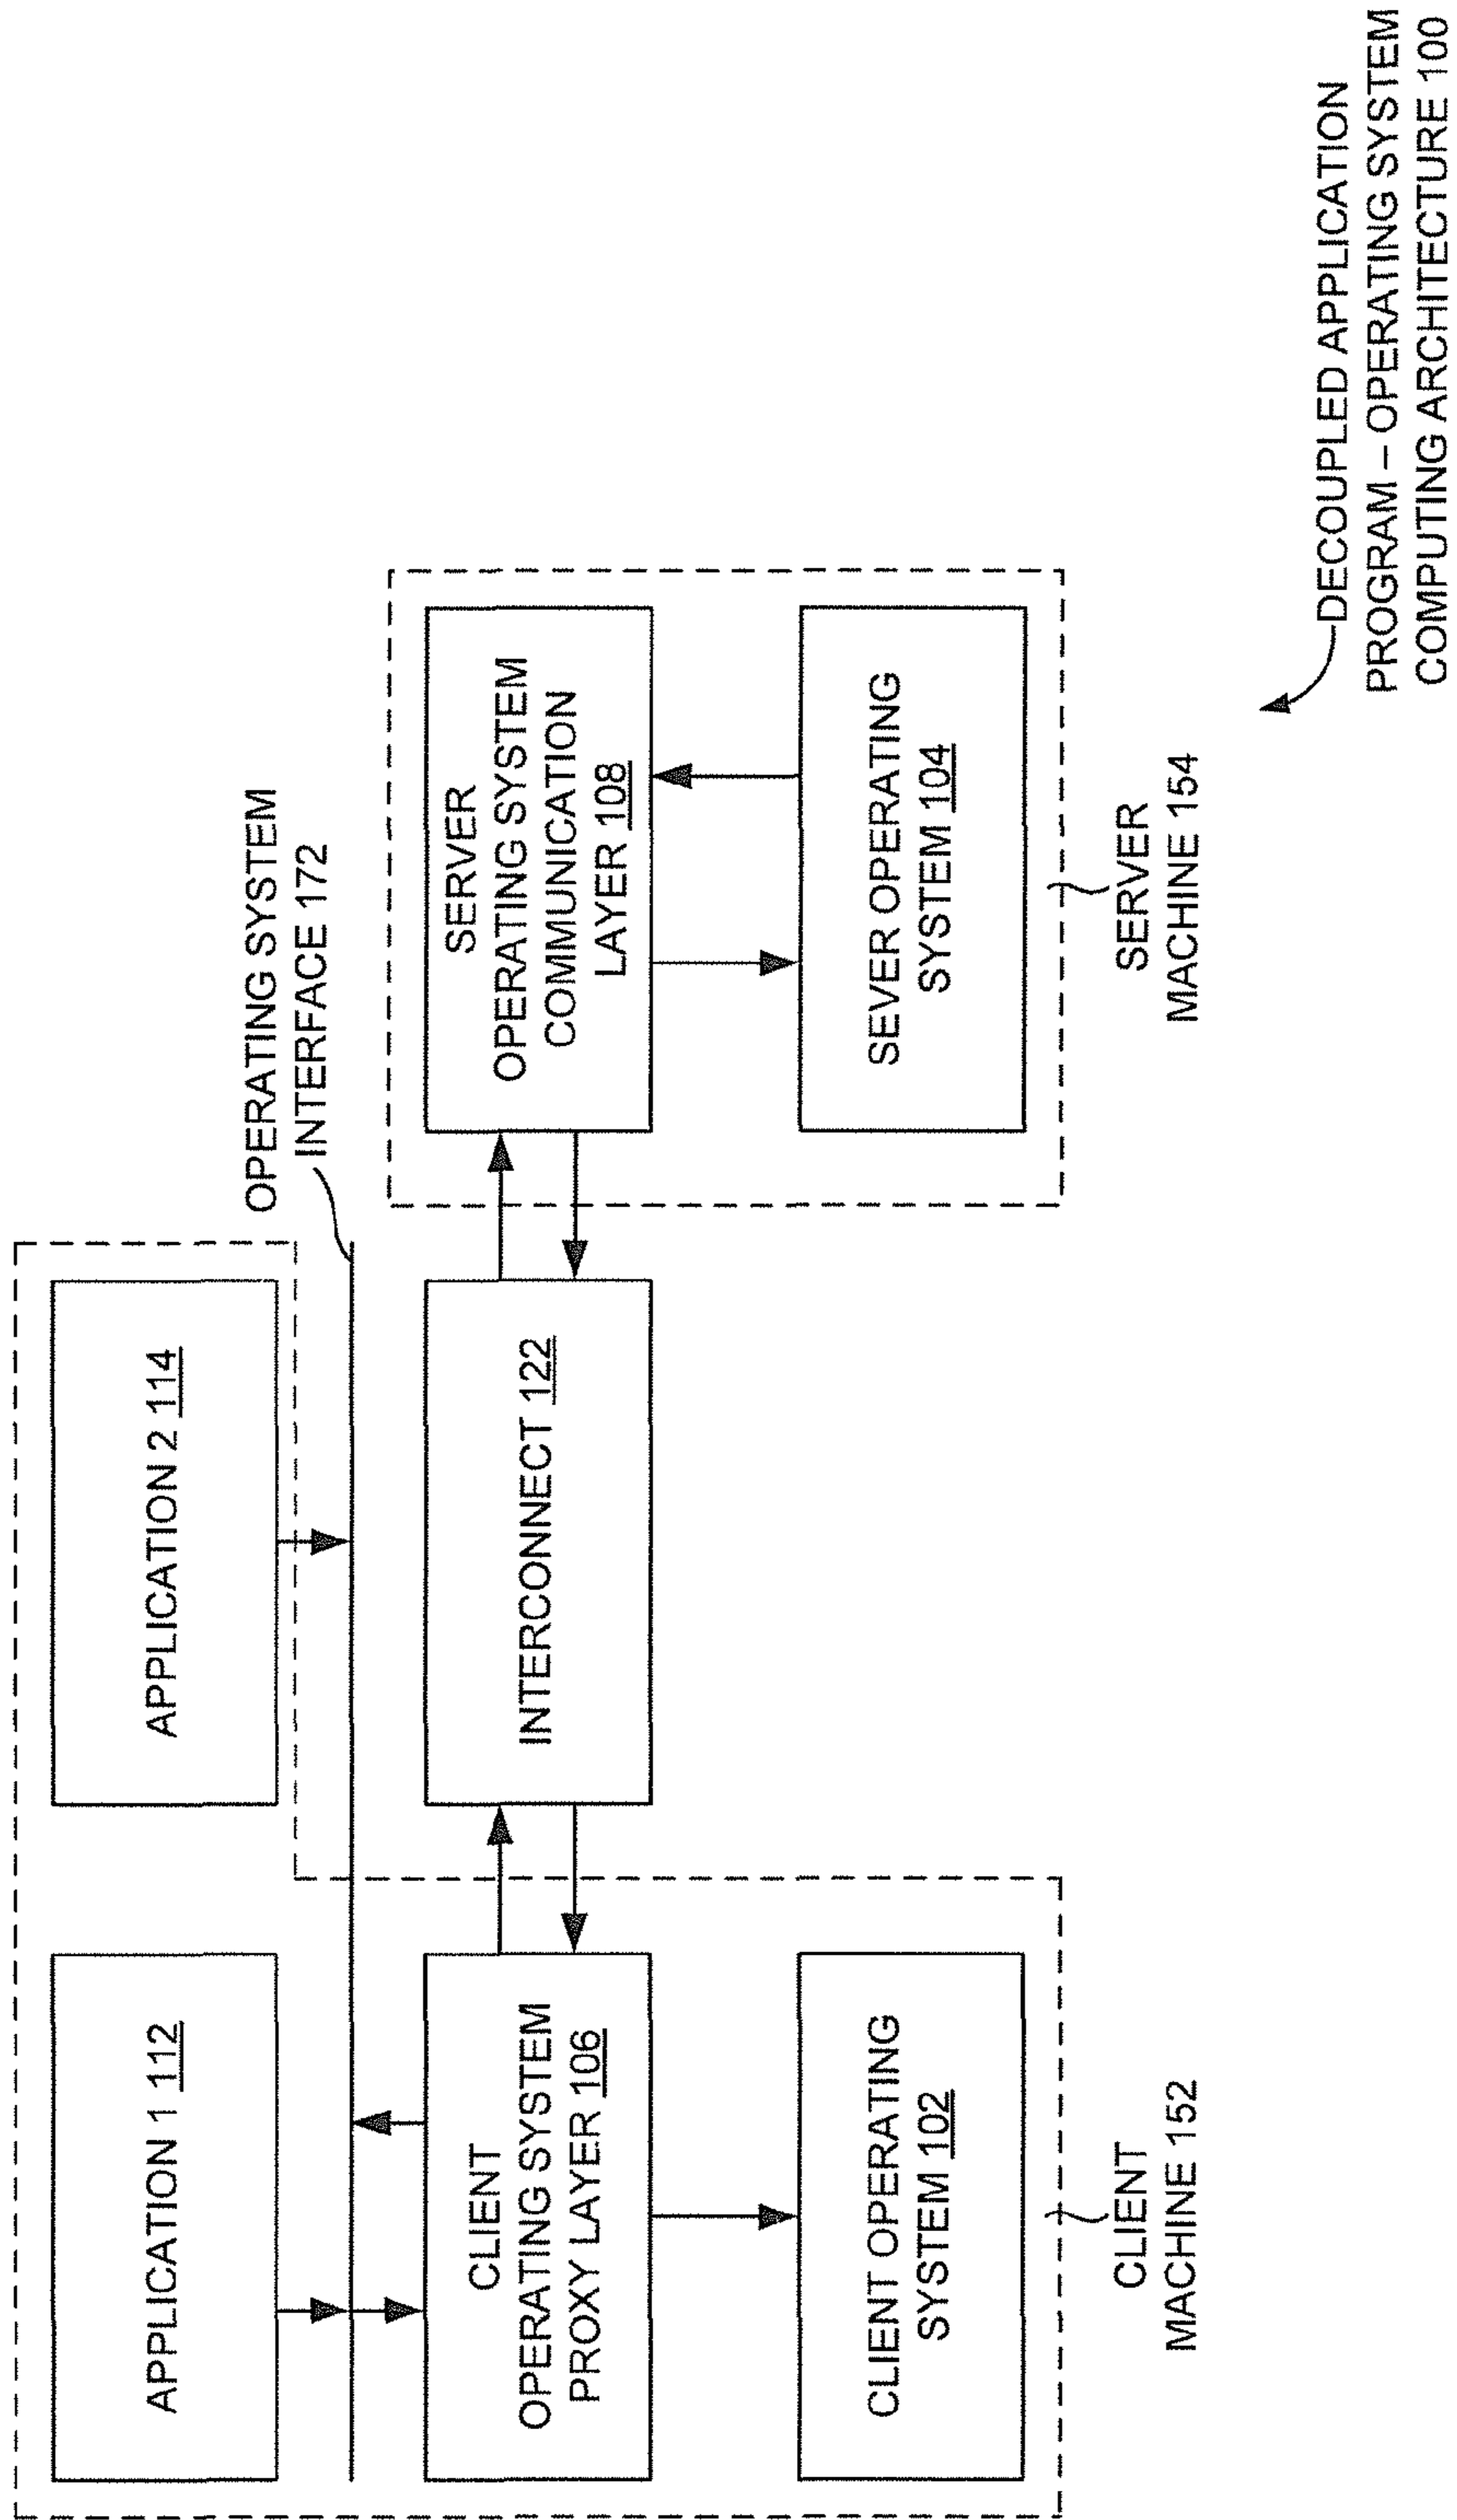 APPLICATION 1 112
APPLICATION 2 114
OPERATING SYSTEM
INTERFACE 172
CLIENT
OPERATING SYSTEM
PROXY LAYER 106
INTERCONNECT 122
SERVER
OPERATING SYSTEM
COMMUNICATION
LAYER 108
CLIENT OPERATING
SYSTEM 102
SEVER OPERATING
SYSTEM 104
CLIENT
MACHINE 152
SERVER
MACHINE 154
DECOUPLED APPLICATION
PROGRAM – OPERATING SYSTEM
COMPUTING ARCHITECTURE 100